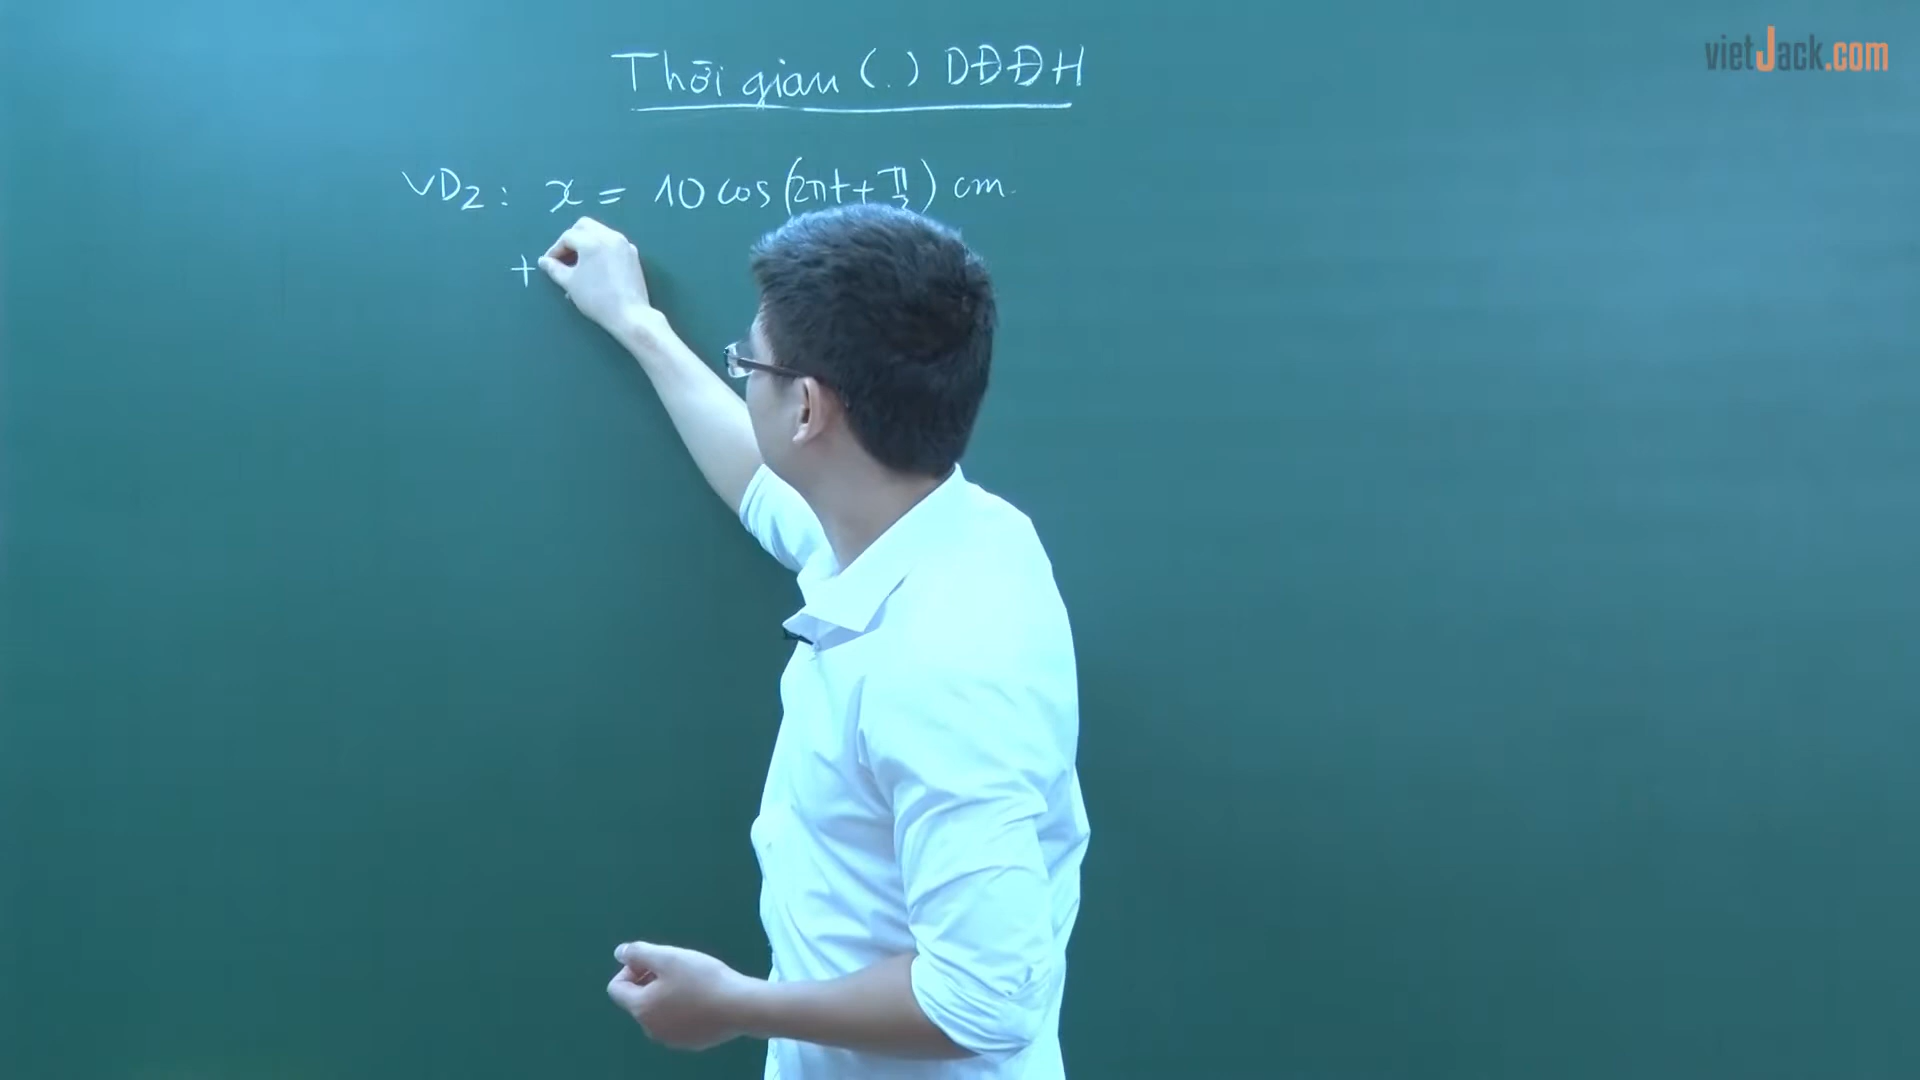 vietJack.com
Thời gian (.) DĐĐH
VD2: x = 10 cos(2πt + π/3) cm.
+